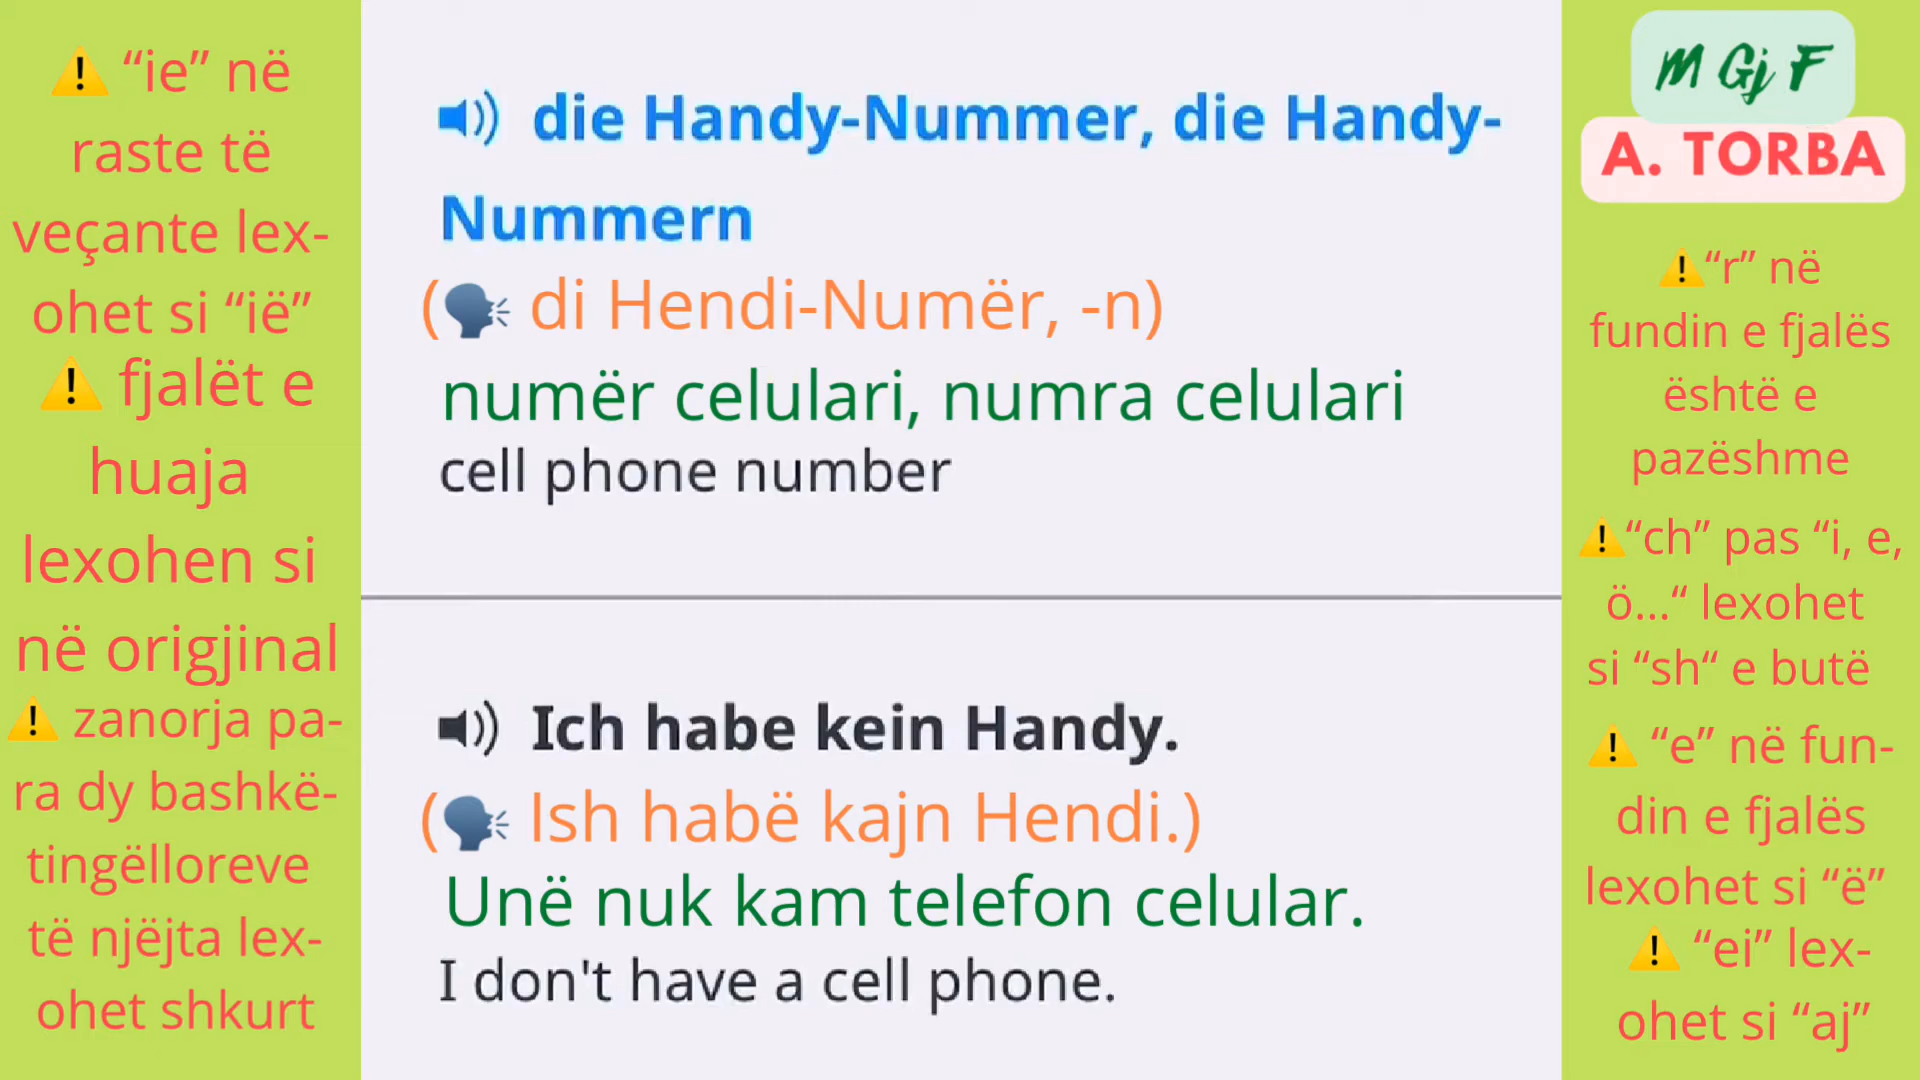 ⚠️ “ie” në
raste të
veçante lex-
ohet si “ië”
⚠️ fjalët e
huaja
lexohen si
në origjinal
⚠️ zanorja pa-
ra dy bashkë-
tingëlloreve
të njëjta lex-
ohet shkurt
die Handy-Nummer, die Handy-
Nummern
(🗣️ di Hendi-Numër, -n)
numër celulari, numra celulari
cell phone number
Ich habe kein Handy.
(🗣️ Ish habë kajn Hendi.)
Unë nuk kam telefon celular.
I don't have a cell phone.
M Gj F
A. TORBA
⚠️“r” në
fundin e fjalës
është e
pazëshme
⚠️“ch” pas “i, e,
ö...“ lexohet
si “sh“ e butë
⚠️ “e” në fun-
din e fjalës
lexohet si “ë”
⚠️ “ei” lex-
ohet si “aj”